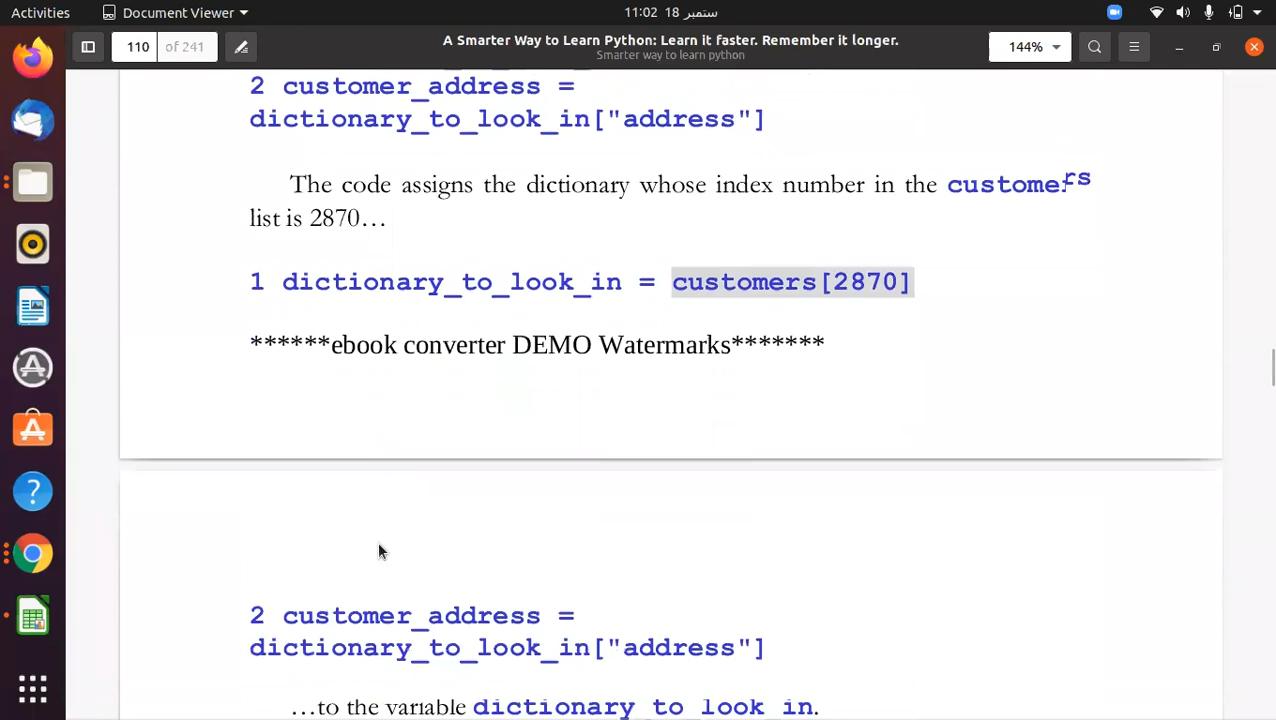 Activities
Document Viewer
11:02 18 ستمبر
110 of 241
A Smarter Way to Learn Python: Learn it faster. Remember it longer.
Smarter way to learn python
144%
2 customer_address =
dictionary_to_look_in["address"]
The code assigns the dictionary whose index number in the customers
list is 2870…
1 dictionary_to_look_in = customers[2870]
******ebook converter DEMO Watermarks*******
2 customer_address =
dictionary_to_look_in["address"]
…to the variable dictionary_to_look_in.